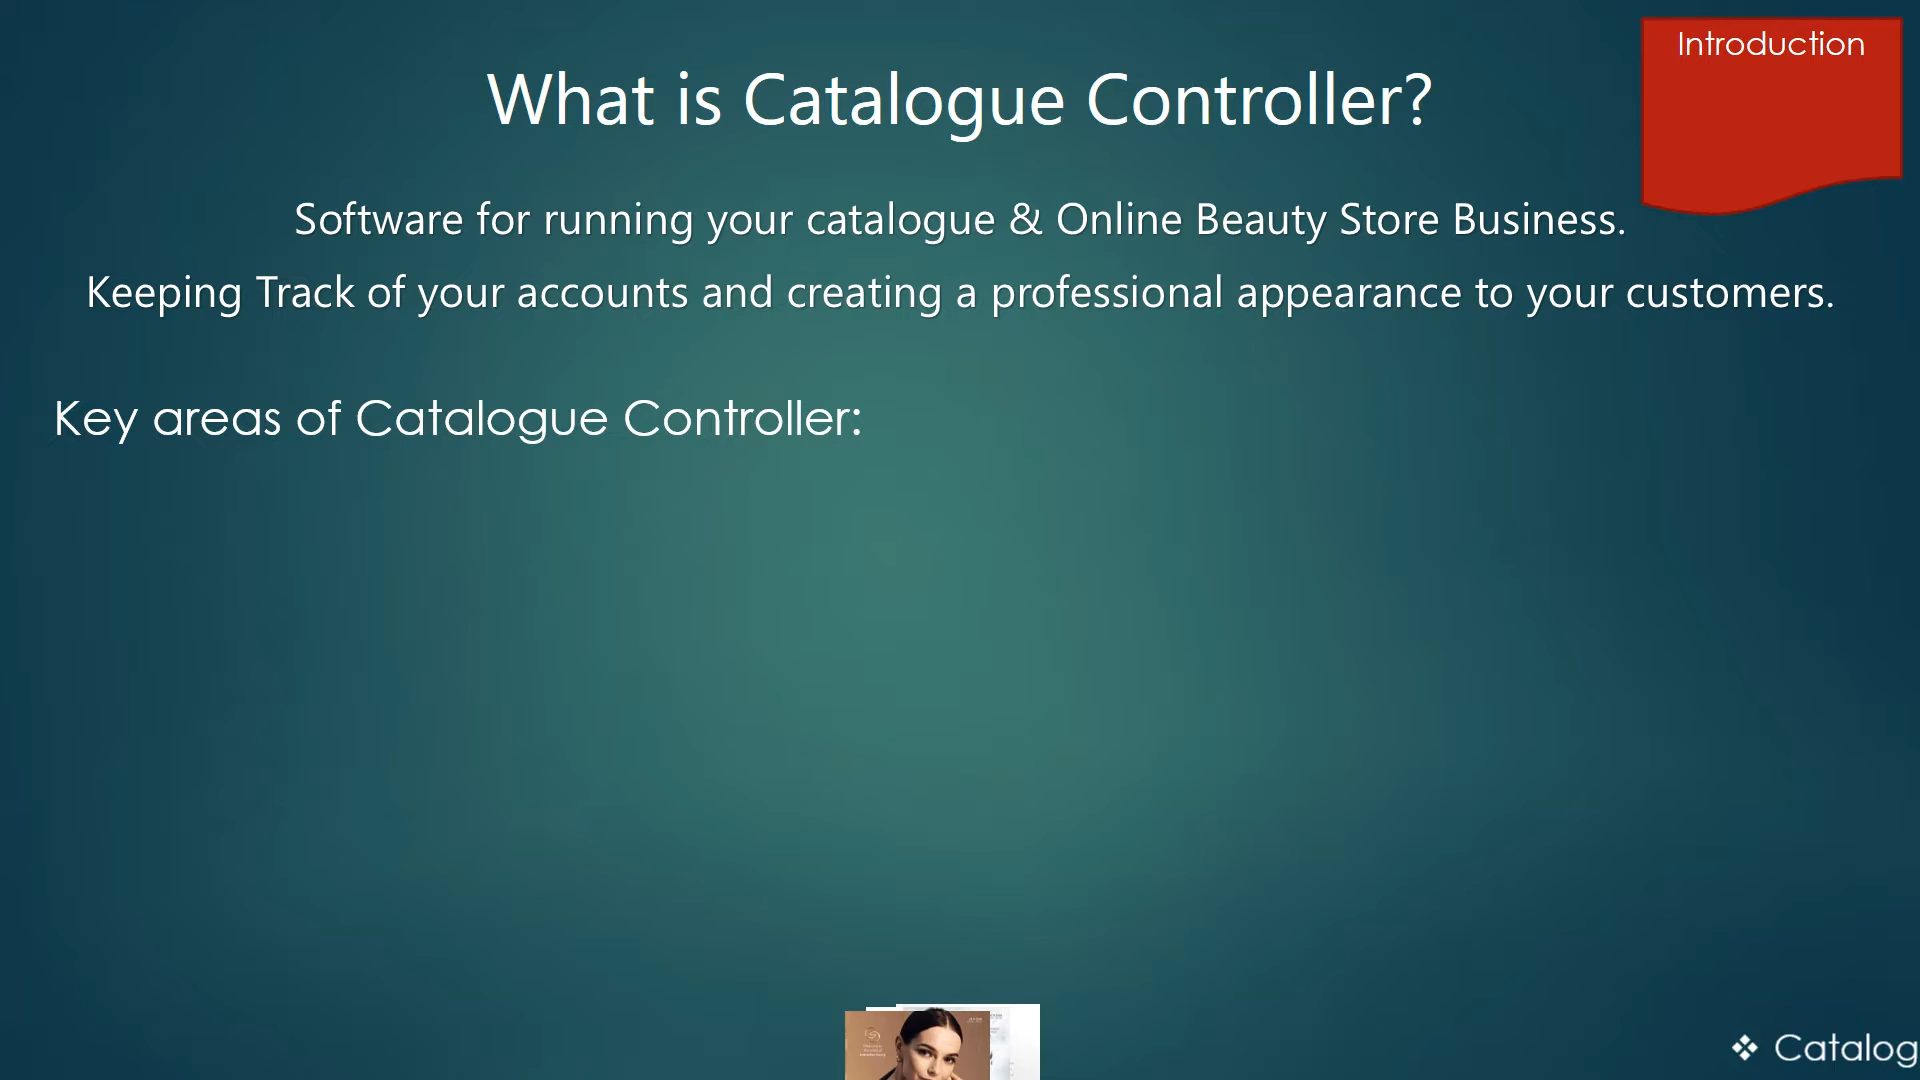 Introduction
What is Catalogue Controller?
Software for running your catalogue & Online Beauty Store Business.
Keeping Track of your accounts and creating a professional appearance to your customers.
Key areas of Catalogue Controller:
❖ Catalog